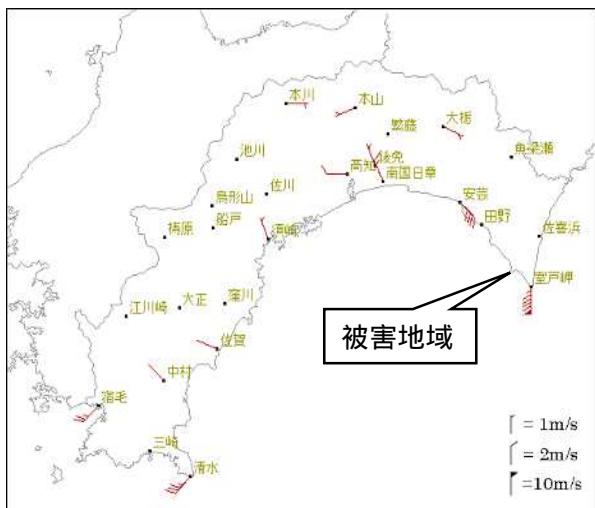 本川
本山
大栃
繁藤
魚梁瀬
池川
後免
高知
南国日章
鳥形山
佐川
安芸
船戸
田野
梼原
須崎
佐喜浜
室戸岬
江川崎
大正
窪川
被害地域
佐賀
中村
宿毛
三崎
清水
= 1m/s
= 2m/s
=10m/s